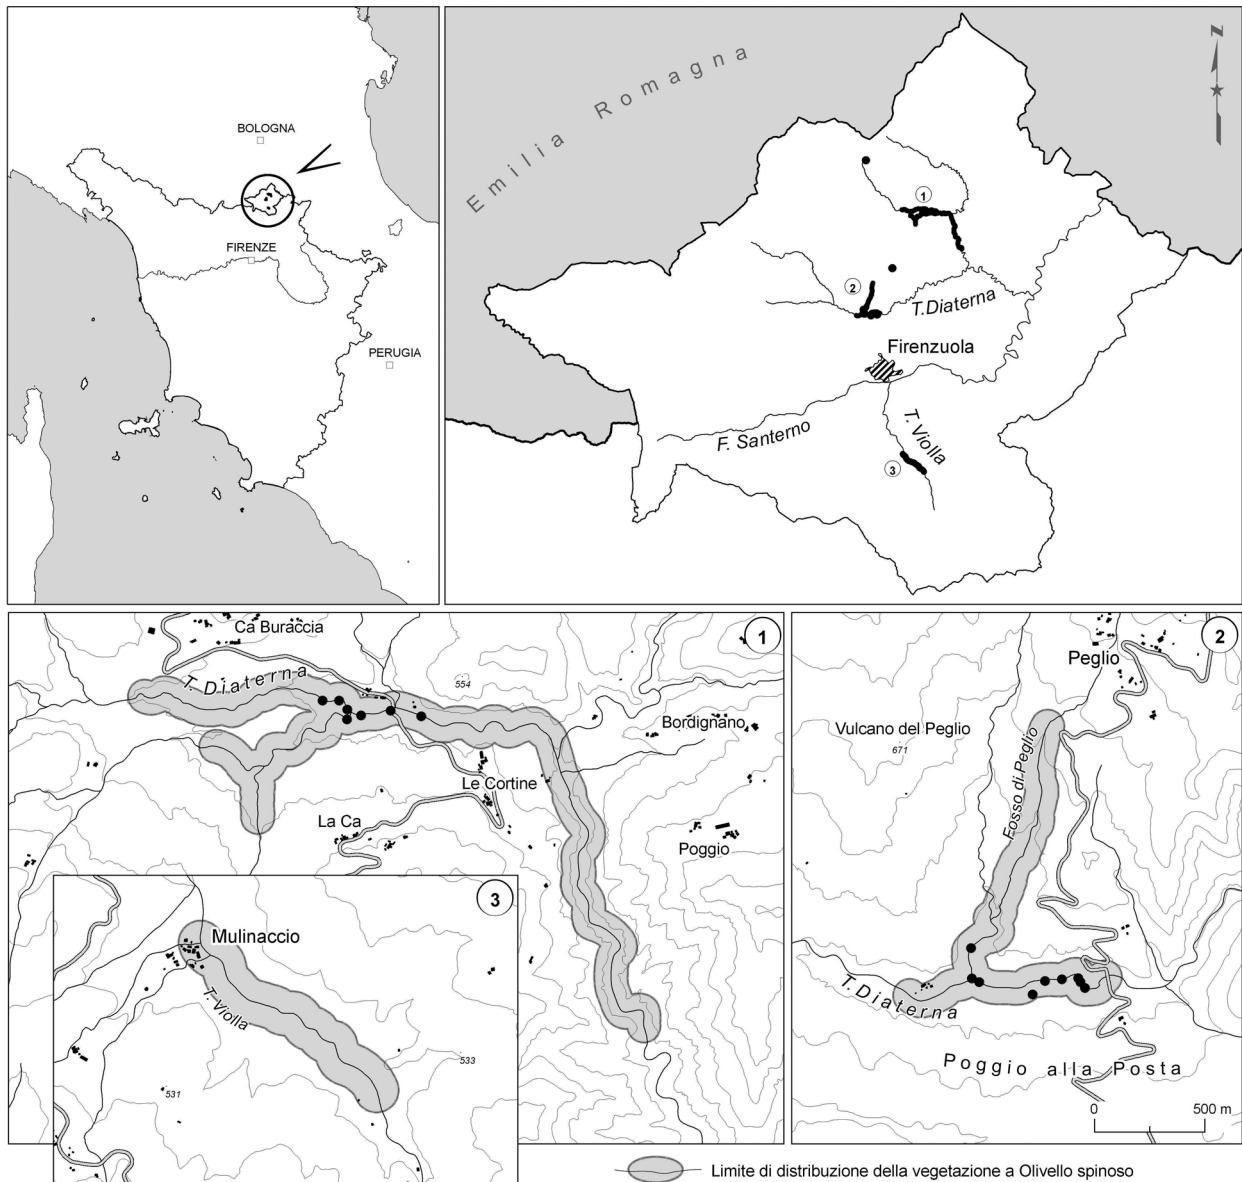 BOLOGNA
FIRENZE
PERUGIA
Emilia Romagna
N
1
2
T.Diaterna
Firenzuola
F. Santerno
T. Violla
3
Ca Buraccia
1
T. Diaterna
554
Bordignano
Le Cortine
La Ca
Poggio
3
Mulinaccio
T. Violla
533
531
2
Peglio
Vulcano del Peglio
671
Fosso di Peglio
T.Diaterna
Poggio alla Posta
0 500 m
Limite di distribuzione della vegetazione a Olivello spinoso